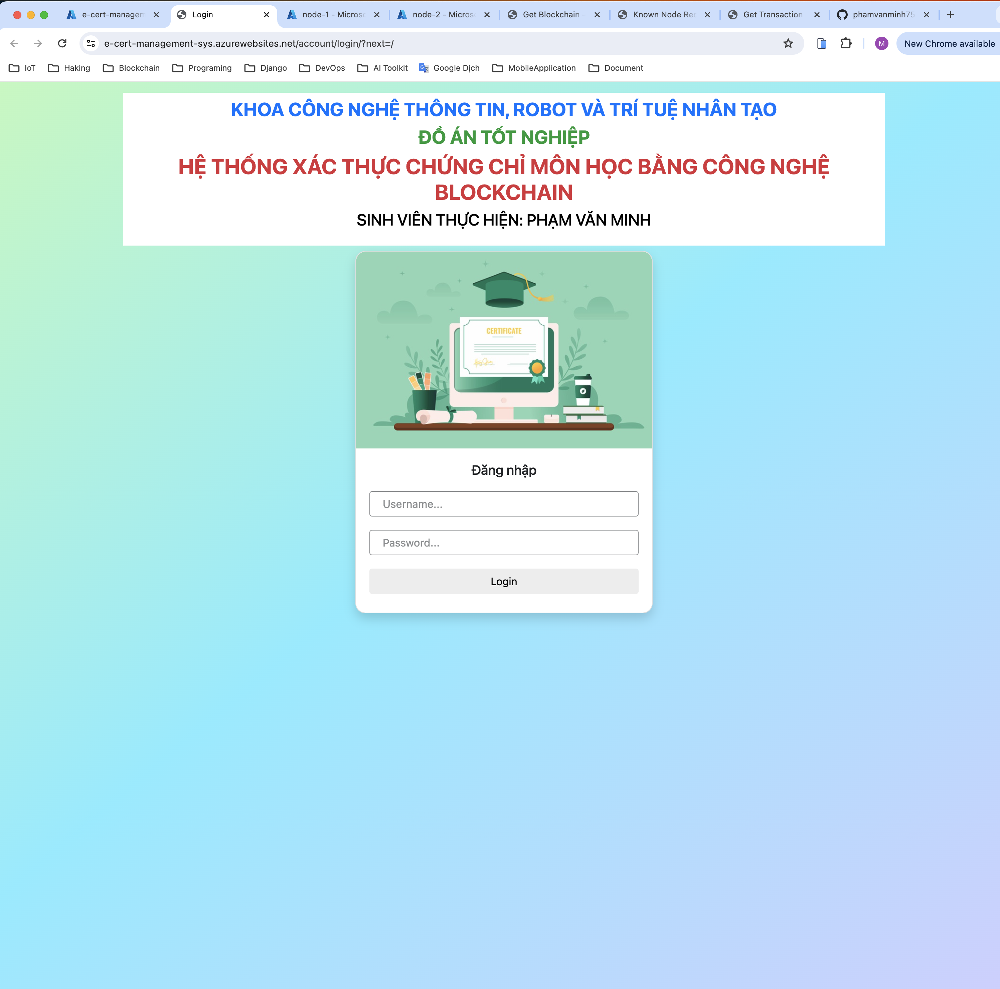 e-cert-managem
Login
node-1 - Microso
node-2 - Microso
Get Blockchain -
Known Node Rec
Get Transaction
phamvanminh75
e-cert-management-sys.azurewebsites.net/account/login/?next=/
M
New Chrome available
IoT
Haking
Blockchain
Programing
Django
DevOps
AI Toolkit
Google Dịch
MobileApplication
Document
KHOA CÔNG NGHỆ THÔNG TIN, ROBOT VÀ TRÍ TUỆ NHÂN TẠO
ĐỒ ÁN TỐT NGHIỆP
HỆ THỐNG XÁC THỰC CHỨNG CHỈ MÔN HỌC BẰNG CÔNG NGHỆ
BLOCKCHAIN
SINH VIÊN THỰC HIỆN: PHẠM VĂN MINH
CERTIFICATE
Đăng nhập
Username...
Password...
Login